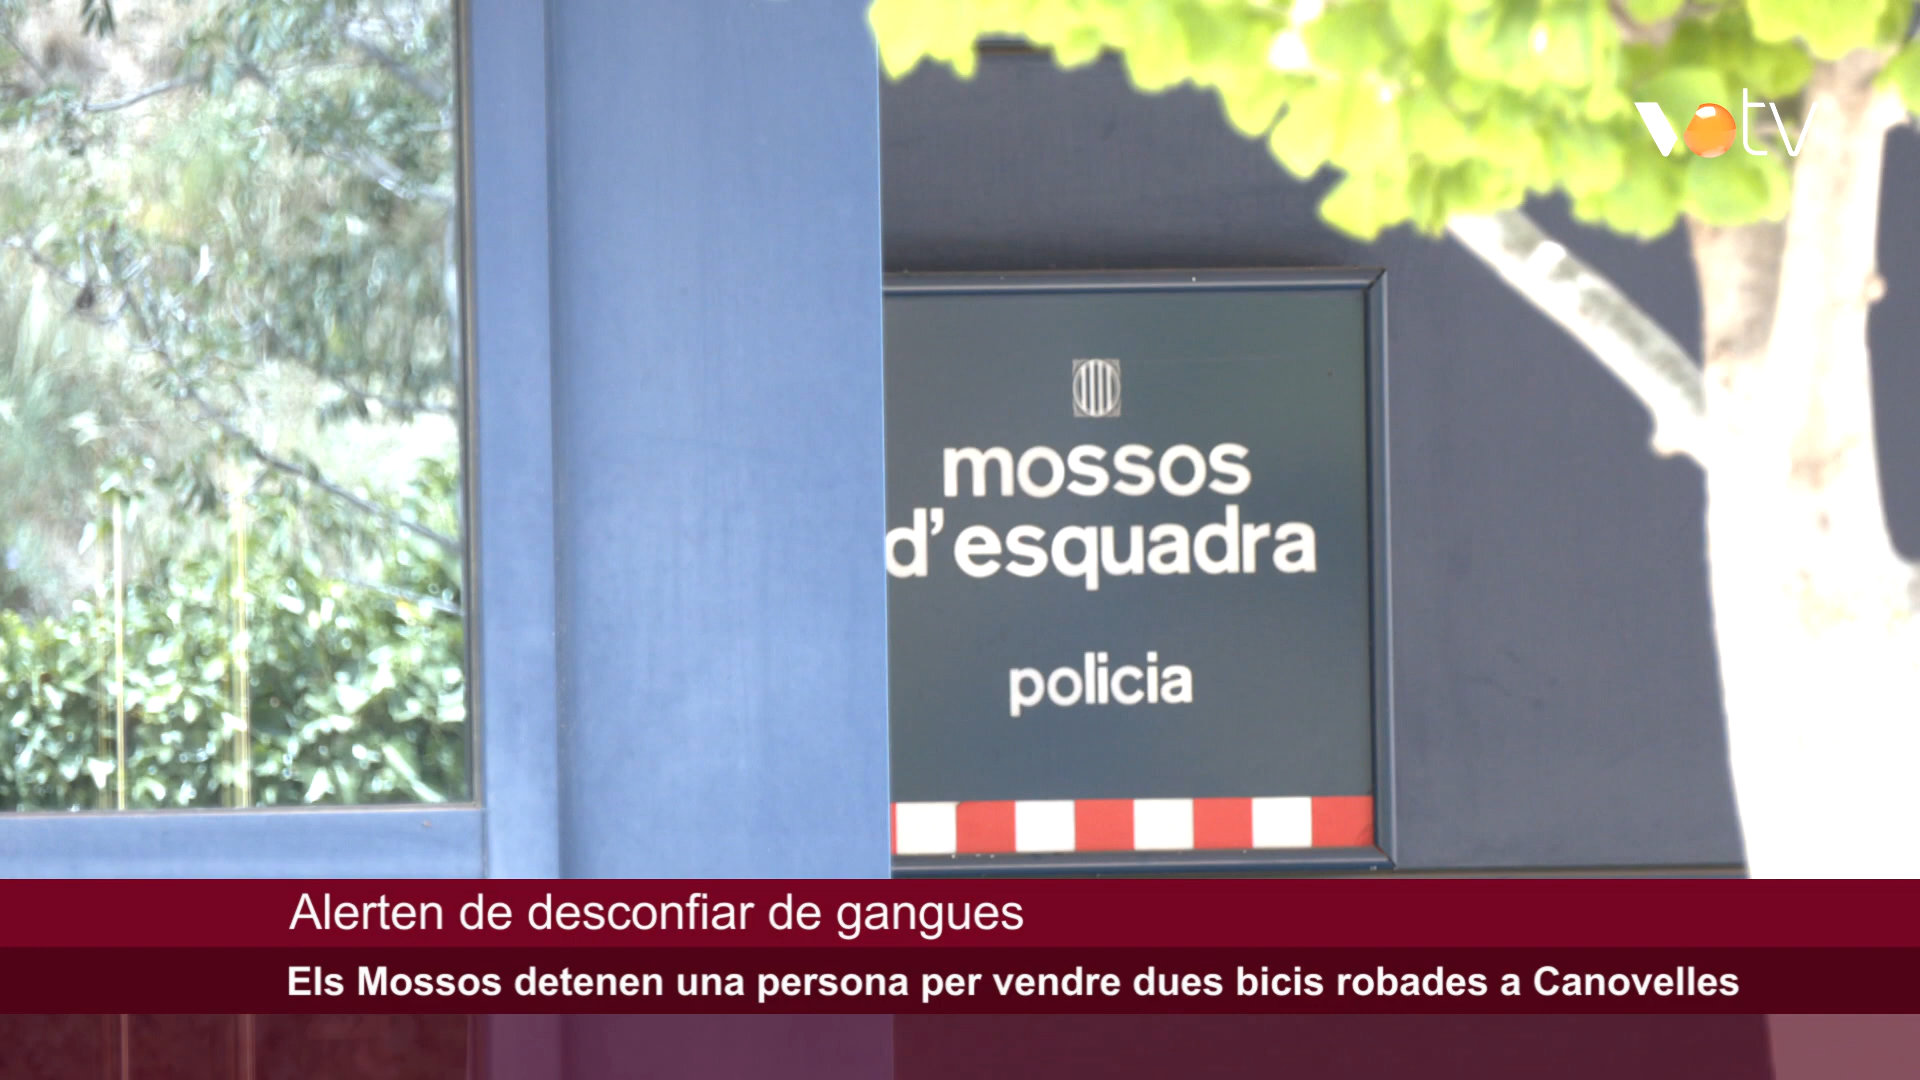 votv
mossos
d'esquadra
policia
Alerten de desconfiar de gangues
Els Mossos detenen una persona per vendre dues bicis robades a Canovelles